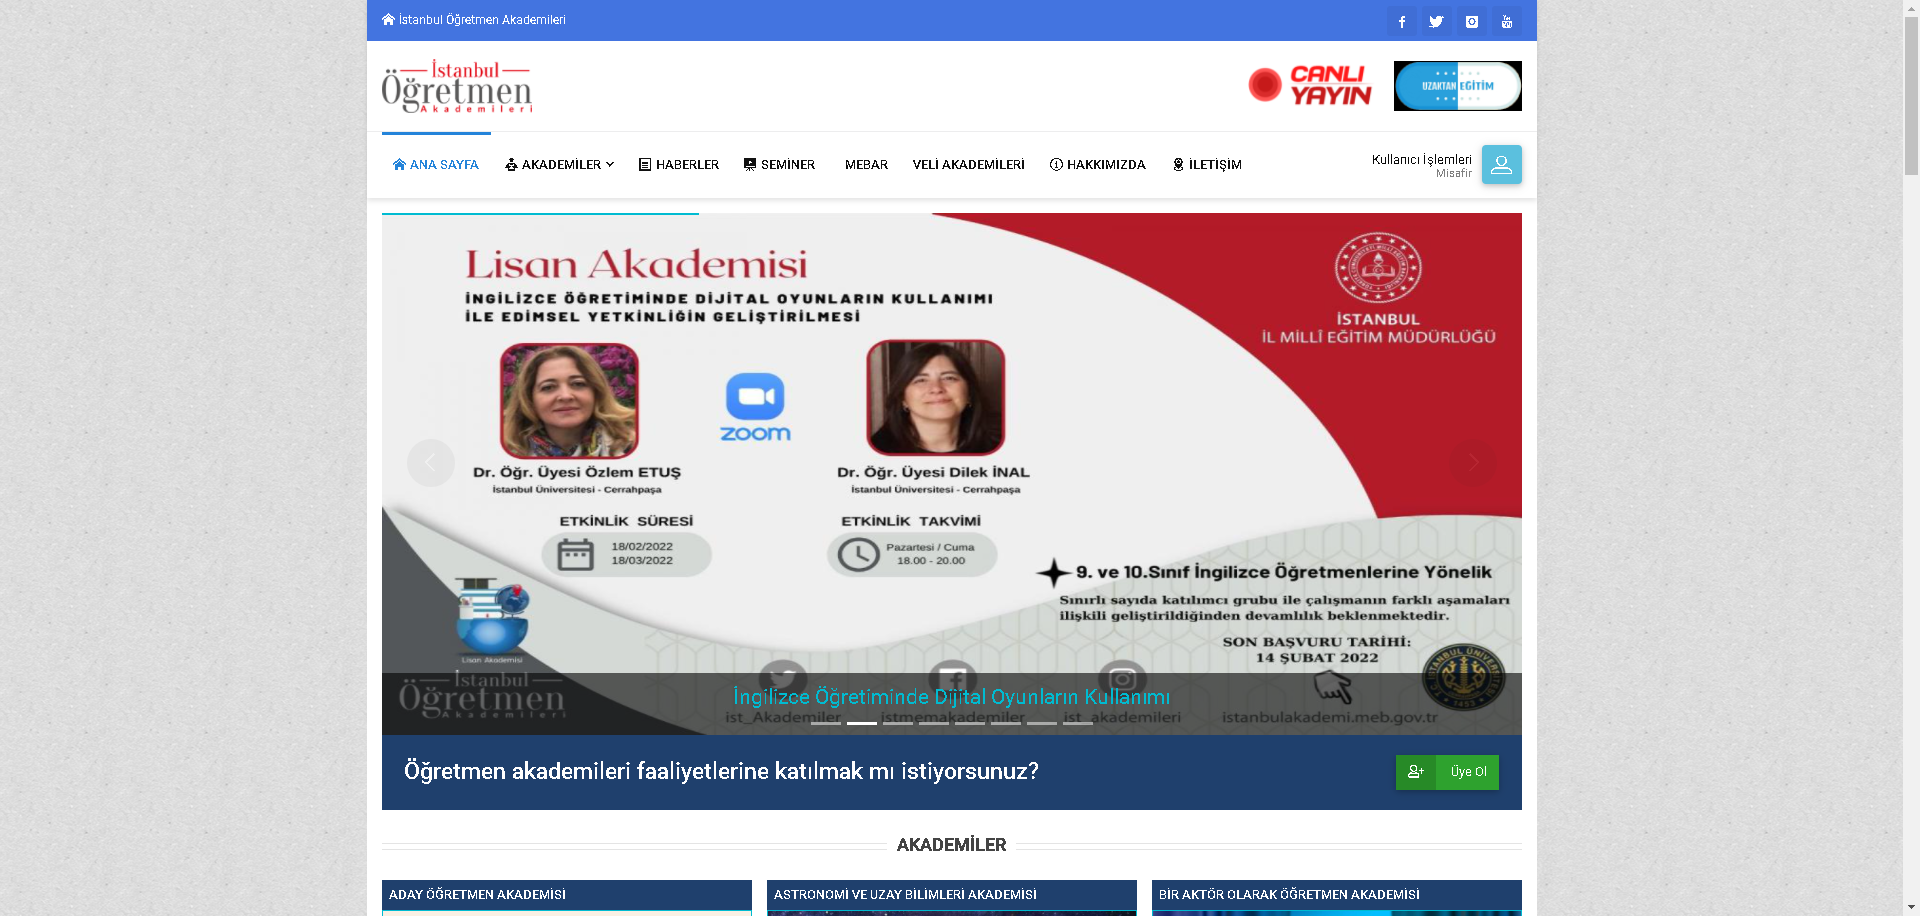 İstanbul Öğretmen Akademileri
İstanbul
Öğretmen
Akademileri
CANLI
YAYIN
UZAKTAN EĞİTİM
ANA SAYFA
AKADEMİLER
HABERLER
SEMİNER
MEBAR
VELİ AKADEMİLERİ
HAKKIMIZDA
İLETİŞİM
Kullanıcı İşlemleri
Misafir
Lisan Akademisi
İNGİLİZCE ÖĞRETİMİNDE DİJİTAL OYUNLARIN KULLANIMI
İLE EDİMSEL YETKİNLİĞİN GELİŞTİRİLMESİ
İSTANBUL
İL MİLLÎ EĞİTİM MÜDÜRLÜĞÜ
zoom
Dr. Öğr. Üyesi Özlem ETUŞ
İstanbul Üniversitesi - Cerrahpaşa
Dr. Öğr. Üyesi Dilek İNAL
İstanbul Üniversitesi - Cerrahpaşa
ETKİNLİK SÜRESİ
18/02/2022
18/03/2022
ETKİNLİK TAKVİMİ
Pazartesi / Cuma
18.00 - 20.00
9. ve 10.Sınıf İngilizce Öğretmenlerine Yönelik
Sınırlı sayıda katılımcı grubu ile çalışmanın farklı aşamaları
ilişkili geliştirildiğinden devamlılık beklenmektedir.
SON BAŞVURU TARİHİ:
14 ŞUBAT 2022
Lisan Akademisi
İstanbul
Öğretmen
Akademileri
İngilizce Öğretiminde Dijital Oyunların Kullanımı
ist_Akademiler
istmemakademiler
ist_akademileri
istanbulakademi.meb.gov.tr
Öğretmen akademileri faaliyetlerine katılmak mı istiyorsunuz?
Üye Ol
AKADEMİLER
ADAY ÖĞRETMEN AKADEMİSİ
ASTRONOMİ VE UZAY BİLİMLERİ AKADEMİSİ
BİR AKTÖR OLARAK ÖĞRETMEN AKADEMİSİ